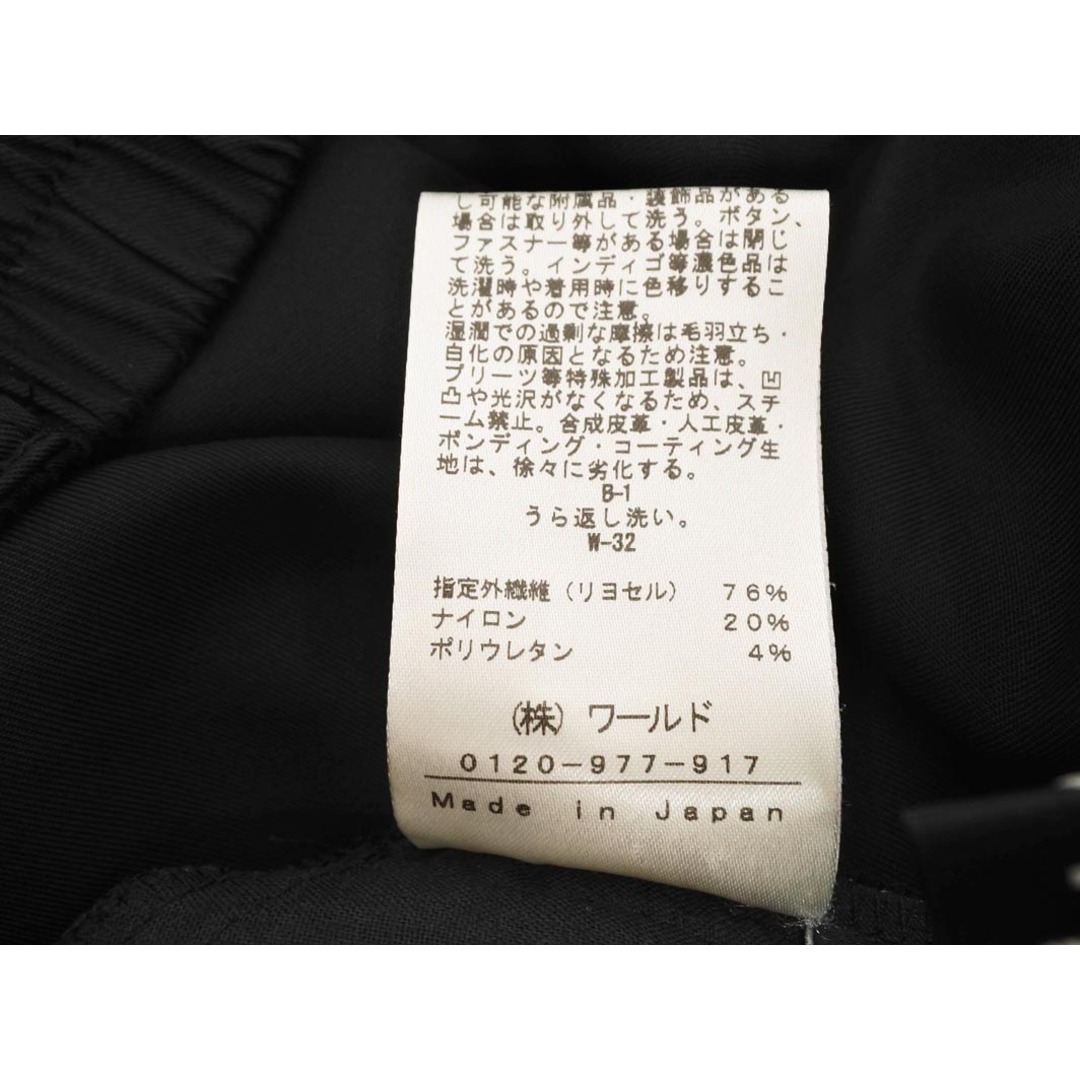 し可能な附属品・装飾品がある
場合は取り外して洗う。ボタン、
ファスナー等がある場合は閉じ
て洗う。インディゴ等濃色品は
洗濯時や着用時に色移りするこ
とがあるので注意。
湿潤での過剰な摩擦は毛羽立ち・
白化の原因となるため注意。
プリーツ等特殊加工製品は、凹
凸や光沢がなくなるため、スチ
ーム禁止。合成皮革・人工皮革・
ボンディング・コーティング生
地は、徐々に劣化する。
B-1
うら返し洗い。
W-32
指定外繊維（リヨセル） 76%
ナイロン 20%
ポリウレタン 4%
(株) ワールド
0120-977-917
Made in Japan